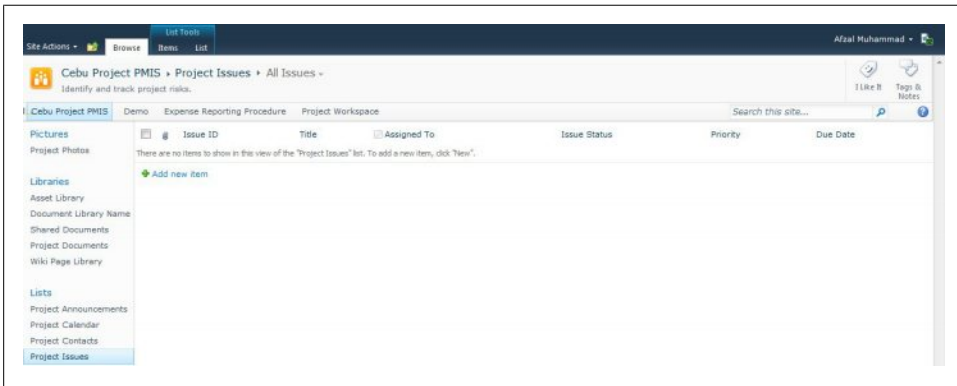 List Tools
Site Actions Browse Items List Afzal Muhammad
Cebu Project PMIS Project Issues All Issues
Identify and track project risks.
I Like It Tags & Notes
Cebu Project PMIS Demo Expense Reporting Procedure Project Workspace Search this site...
Pictures
Project Photos
Libraries
Asset Library
Document Library Name
Shared Documents
Project Documents
Wiki Page Library
Lists
Project Announcements
Project Calendar
Project Contacts
Project Issues
Issue ID Title Assigned To Issue Status Priority Due Date
There are no items to show in this view of the "Project Issues" list. To add a new item, click "New".
Add new item